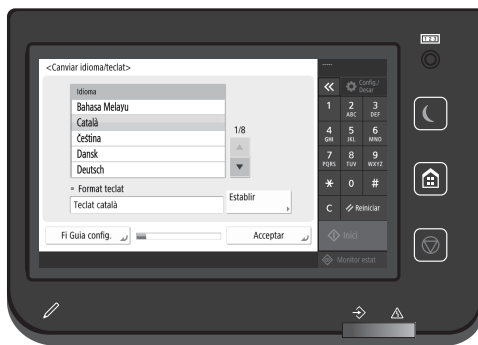 123
<Canviar idioma/teclat>
Idioma
Bahasa Melayu
Català
Čeština
Dansk
Deutsch
1/8
Format teclat
Teclat català
Establir
Fi Guia config.
Acceptar
Config./
Desar
1
2 ABC
3 DEF
4 GHI
5 JKL
6 MNO
7 PQRS
8 TUV
9 WXYZ
* 0 #
C Reiniciar
Inici
Monitor estat